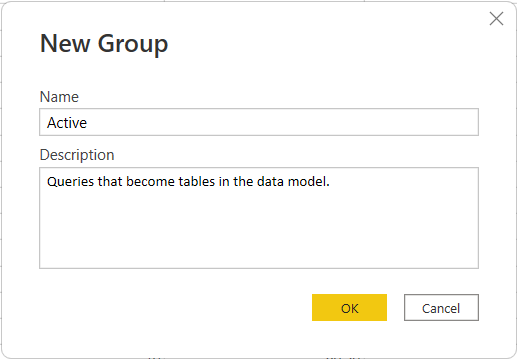 New Group
Name
Active
Description
Queries that become tables in the data model.
OK
Cancel